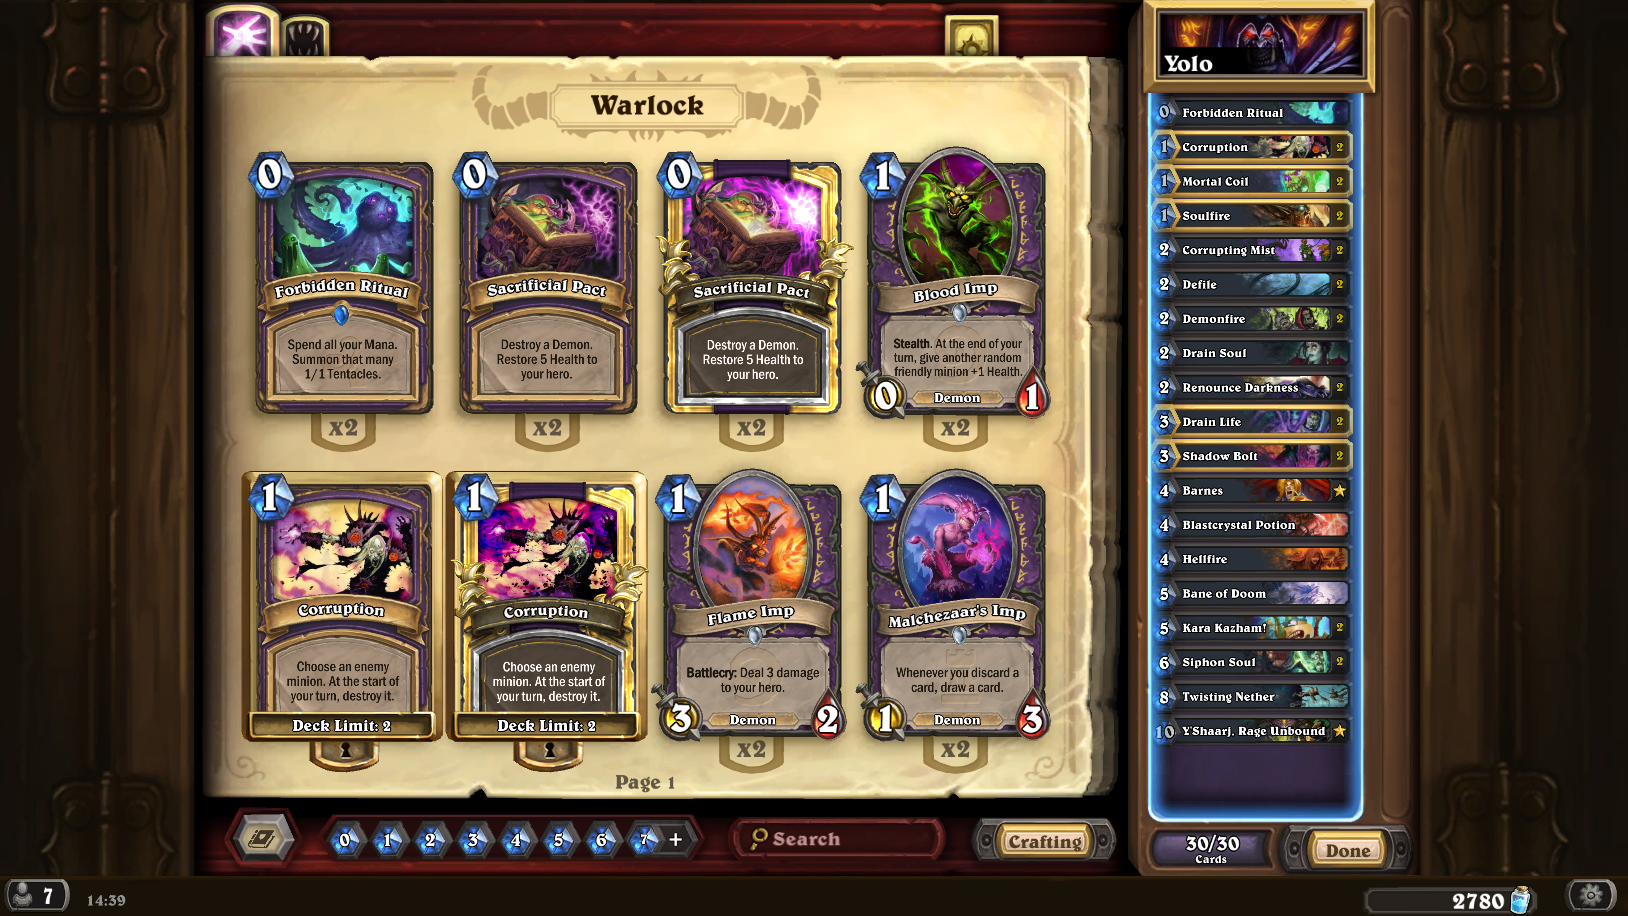 Warlock
0
Forbidden Ritual
Spend all your Mana.
Summon that many
1/1 Tentacles.
x2
0
Sacrificial Pact
Destroy a Demon.
Restore 5 Health to
your hero.
x2
0
Sacrificial Pact
Destroy a Demon.
Restore 5 Health to
your hero.
x2
1
Blood Imp
Stealth. At the end of your
turn, give another random
friendly minion +1 Health.
0 Demon 1
x2
1
Corruption
Choose an enemy
minion. At the start of
your turn, destroy it.
Deck Limit: 2
1
Corruption
Choose an enemy
minion. At the start of
your turn, destroy it.
Deck Limit: 2
1
Flame Imp
Battlecry: Deal 3 damage
to your hero.
3 Demon 2
x2
1
Malchezaar's Imp
Whenever you discard a
card, draw a card.
1 Demon 3
x2
Page 1
0 1 2 3 4 5 6 7 +
Search
Crafting
Yolo
0 Forbidden Ritual
1 Corruption 2
1 Mortal Coil 2
1 Soulfire 2
2 Corrupting Mist 2
2 Defile 2
2 Demonfire 2
2 Drain Soul 2
2 Renounce Darkness 2
3 Drain Life 2
3 Shadow Bolt 2
4 Barnes
4 Blastcrystal Potion
4 Hellfire
5 Bane of Doom
5 Kara Kazham! 2
6 Siphon Soul 2
8 Twisting Nether
10 Y'Shaarj, Rage Unbound
30/30
Cards
Done
7
14:39
2780